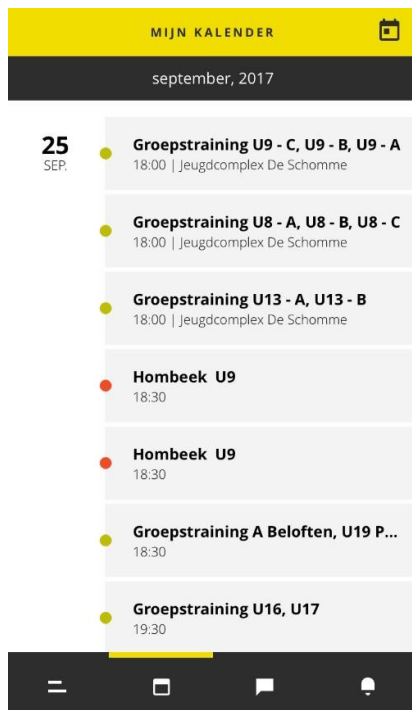 MIJN KALENDER
september, 2017
25
SEP.
Groepstraining U9 - C, U9 - B, U9 - A
18:00 | Jeugdcomplex De Schomme
Groepstraining U8 - A, U8 - B, U8 - C
18:00 | Jeugdcomplex De Schomme
Groepstraining U13 - A, U13 - B
18:00 | Jeugdcomplex De Schomme
Hombeek U9
18:30
Hombeek U9
18:30
Groepstraining A Beloften, U19 P...
18:30
Groepstraining U16, U17
19:30